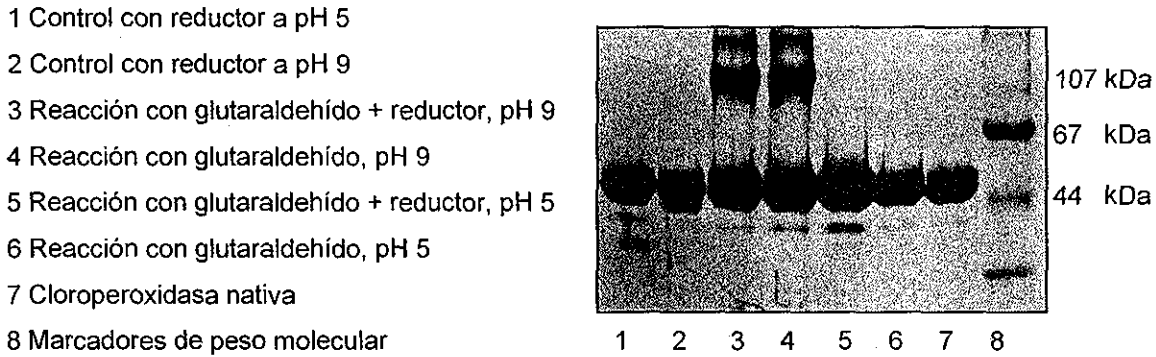 1 Control con reductor a pH 5
2 Control con reductor a pH 9
3 Reacción con glutaraldehído + reductor, pH 9
4 Reacción con glutaraldehído, pH 9
5 Reacción con glutaraldehído + reductor, pH 5
6 Reacción con glutaraldehído, pH 5
7 Cloroperoxidasa nativa
8 Marcadores de peso molecular
107 kDa
67 kDa
44 kDa
1 2 3 4 5 6 7 8